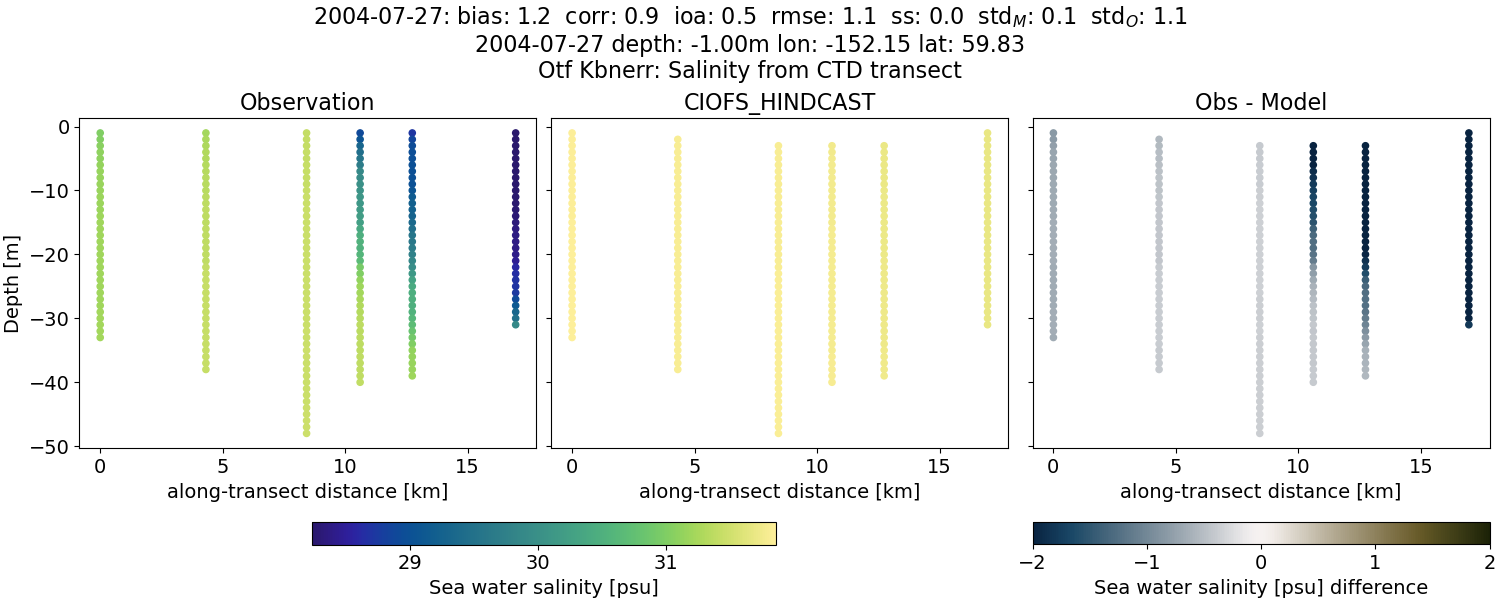 2004-07-27: bias: 1.2  corr: 0.9  ioa: 0.5  rmse: 1.1  ss: 0.0  std_M: 0.1  std_O: 1.1
2004-07-27 depth: -1.00m lon: -152.15 lat: 59.83
Otf Kbnerr: Salinity from CTD transect
Observation
CIOFS_HINDCAST
Obs - Model
Depth [m]
0
−10
−20
−30
−40
−50
0 5 10 15
0 5 10 15
0 5 10 15
along-transect distance [km]
along-transect distance [km]
along-transect distance [km]
29 30 31
Sea water salinity [psu]
−2 −1 0 1 2
Sea water salinity [psu] difference